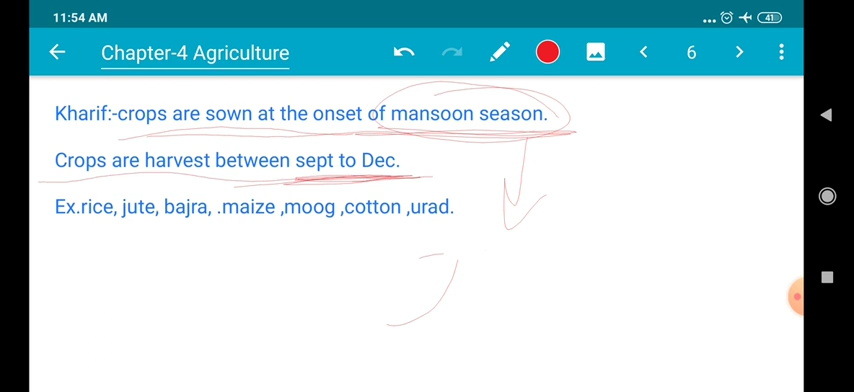 11:54 AM
41
Chapter-4 Agriculture
6
Kharif:-crops are sown at the onset of mansoon season.
Crops are harvest between sept to Dec.
Ex.rice, jute, bajra, .maize ,moog ,cotton ,urad.